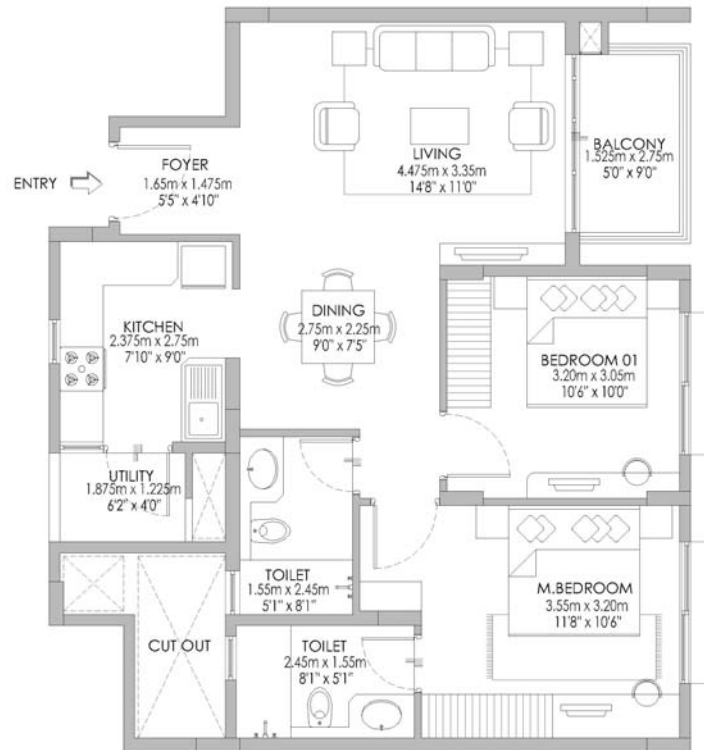 FOYER
1.65m x 1.475m
5'5" x 4'10"
ENTRY
LIVING
4.475m x 3.35m
14'8" x 11'0"
BALCONY
1.525m x 2.75m
5'0" x 9'0"
KITCHEN
2.375m x 2.75m
7'10" x 9'0"
DINING
2.75m x 2.25m
9'0" x 7'5"
BEDROOM 01
3.20m x 3.05m
10'6" x 10'0"
UTILITY
1.875m x 1.225m
6'2" x 4'0"
TOILET
1.55m x 2.45m
5'1" x 8'1"
M.BEDROOM
3.55m x 3.20m
11'8" x 10'6"
CUT OUT
TOILET
2.45m x 1.55m
8'1" x 5'1"